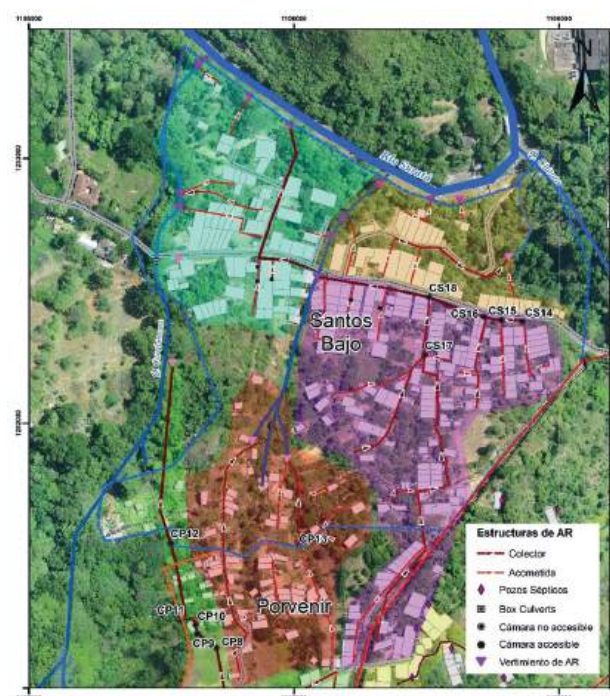 N
Río Suratá
CS18
CS16
CS15
CS14
Santos
Bajo
CS17
CP12
CP13
CP11
CP10
Porvenir
CP9
CP8
Estructuras de AR
Colector
Acometida
Pozos Sépticos
Box Culverts
Cámara no accesible
Cámara accesible
Vertimiento de AR